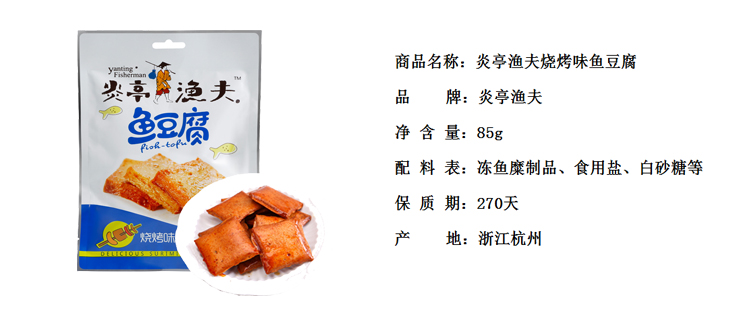 yanting
Fisherman
炎亭渔夫
TM
鱼豆腐
fish-tofu
烧烤味
DELICIOUS SURIMI
商品名称：炎亭渔夫烧烤味鱼豆腐
品 牌：炎亭渔夫
净 含 量：85g
配 料 表：冻鱼糜制品、食用盐、白砂糖等
保 质 期：270天
产 地：浙江杭州